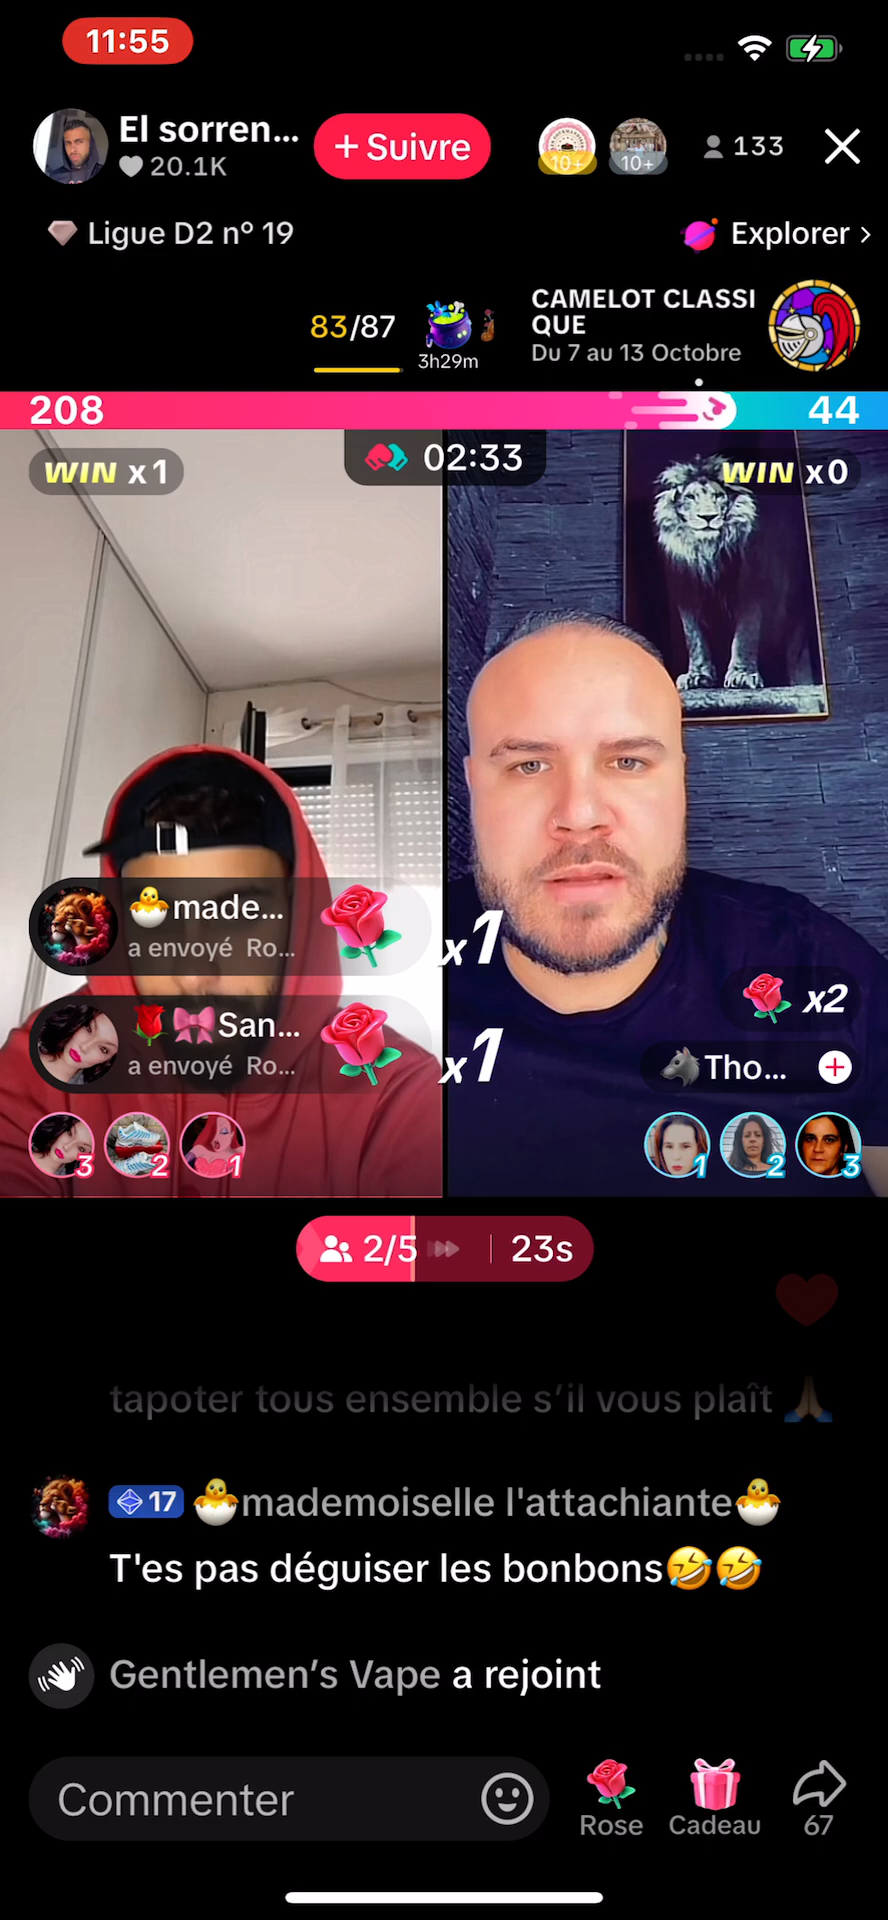 11:55
El sorren...
20.1K
+ Suivre
10+
10+
133
Ligue D2 n° 19
Explorer >
83/87
3h29m
CAMELOT CLASSI
QUE
Du 7 au 13 Octobre
208
44
WIN x1
02:33
WIN x0
made...
a envoyé Ro...
x1
San...
a envoyé Ro...
x1
x2
Tho...
3
2
1
1
2
3
2/5
23s
tapoter tous ensemble s'il vous plaît
17
mademoiselle l'attachiante
T'es pas déguiser les bonbons🤣🤣
Gentlemen's Vape a rejoint
Commenter
Rose
Cadeau
67